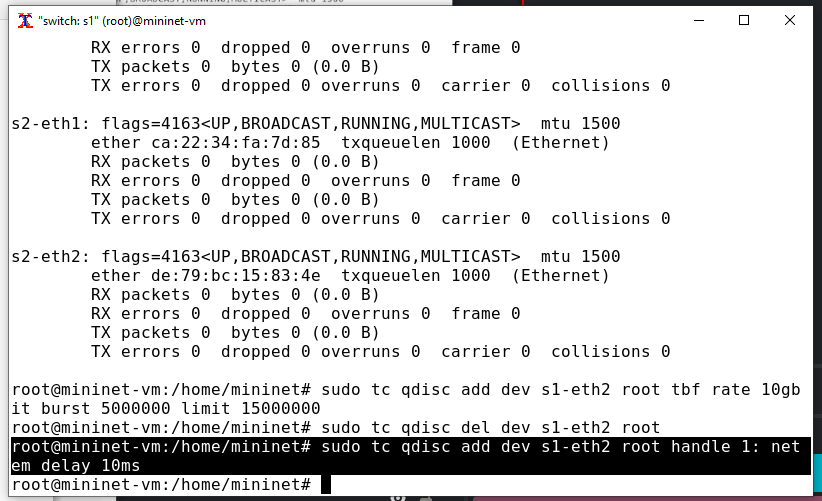 "switch: s1" (root)@mininet-vm
RX errors 0  dropped 0  overruns 0  frame 0
TX packets 0  bytes 0 (0.0 B)
TX errors 0  dropped 0 overruns 0  carrier 0  collisions 0
s2-eth1: flags=4163<UP,BROADCAST,RUNNING,MULTICAST>  mtu 1500
ether ca:22:34:fa:7d:85  txqueuelen 1000  (Ethernet)
RX packets 0  bytes 0 (0.0 B)
RX errors 0  dropped 0  overruns 0  frame 0
TX packets 0  bytes 0 (0.0 B)
TX errors 0  dropped 0 overruns 0  carrier 0  collisions 0
s2-eth2: flags=4163<UP,BROADCAST,RUNNING,MULTICAST>  mtu 1500
ether de:79:bc:15:83:4e  txqueuelen 1000  (Ethernet)
RX packets 0  bytes 0 (0.0 B)
RX errors 0  dropped 0  overruns 0  frame 0
TX packets 0  bytes 0 (0.0 B)
TX errors 0  dropped 0 overruns 0  carrier 0  collisions 0
root@mininet-vm:/home/mininet# sudo tc qdisc add dev s1-eth2 root tbf rate 10gb
it burst 5000000 limit 15000000
root@mininet-vm:/home/mininet# sudo tc qdisc del dev s1-eth2 root
root@mininet-vm:/home/mininet# sudo tc qdisc add dev s1-eth2 root handle 1: net
em delay 10ms
root@mininet-vm:/home/mininet#